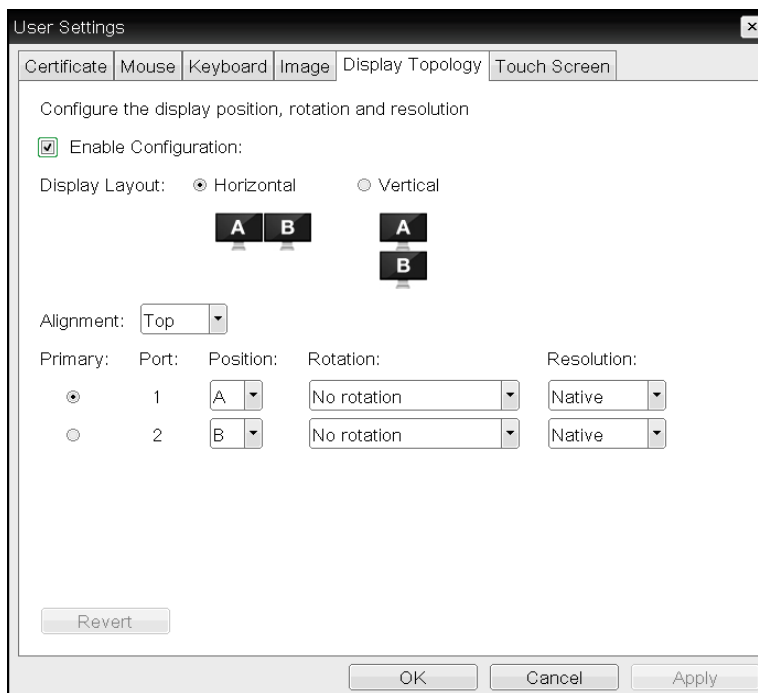 User Settings
Certificate Mouse Keyboard Image Display Topology Touch Screen
Configure the display position, rotation and resolution
Enable Configuration:
Display Layout: Horizontal Vertical
A B A
B
Alignment: Top
Primary: Port: Position: Rotation: Resolution:
1 A No rotation Native
2 B No rotation Native
Revert
OK Cancel Apply